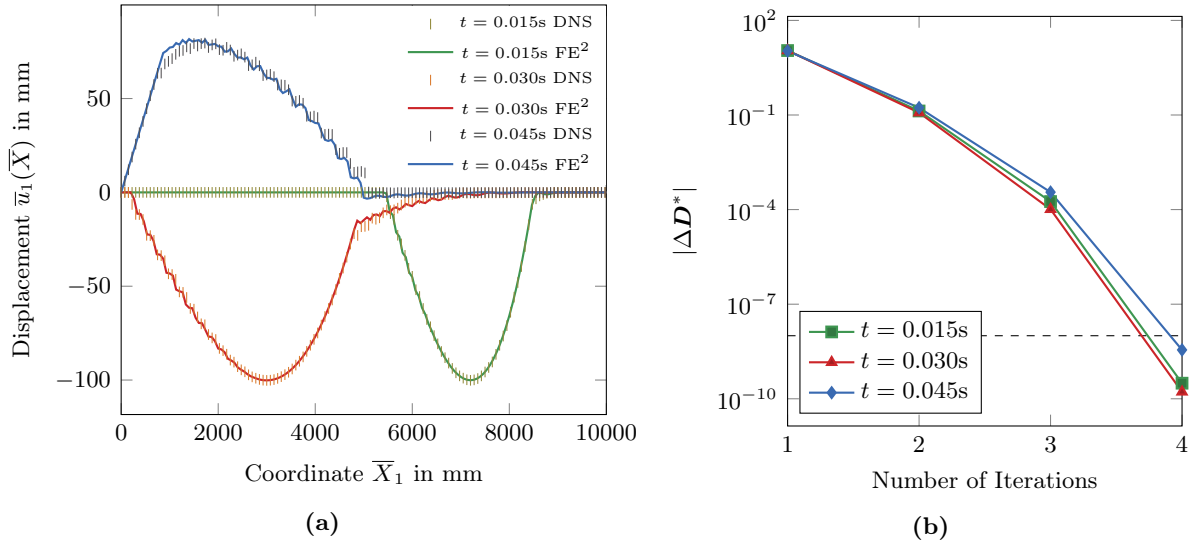 Displacement u̅₁(X̅) in mm
50
0
−50
−100
t = 0.015s DNS
t = 0.015s FE²
t = 0.030s DNS
t = 0.030s FE²
t = 0.045s DNS
t = 0.045s FE²
0 2000 4000 6000 8000 10000
Coordinate X̅₁ in mm
(a)
|ΔD*|
10²
10⁻¹
10⁻⁴
10⁻⁷
10⁻¹⁰
t = 0.015s
t = 0.030s
t = 0.045s
1 2 3 4
Number of Iterations
(b)